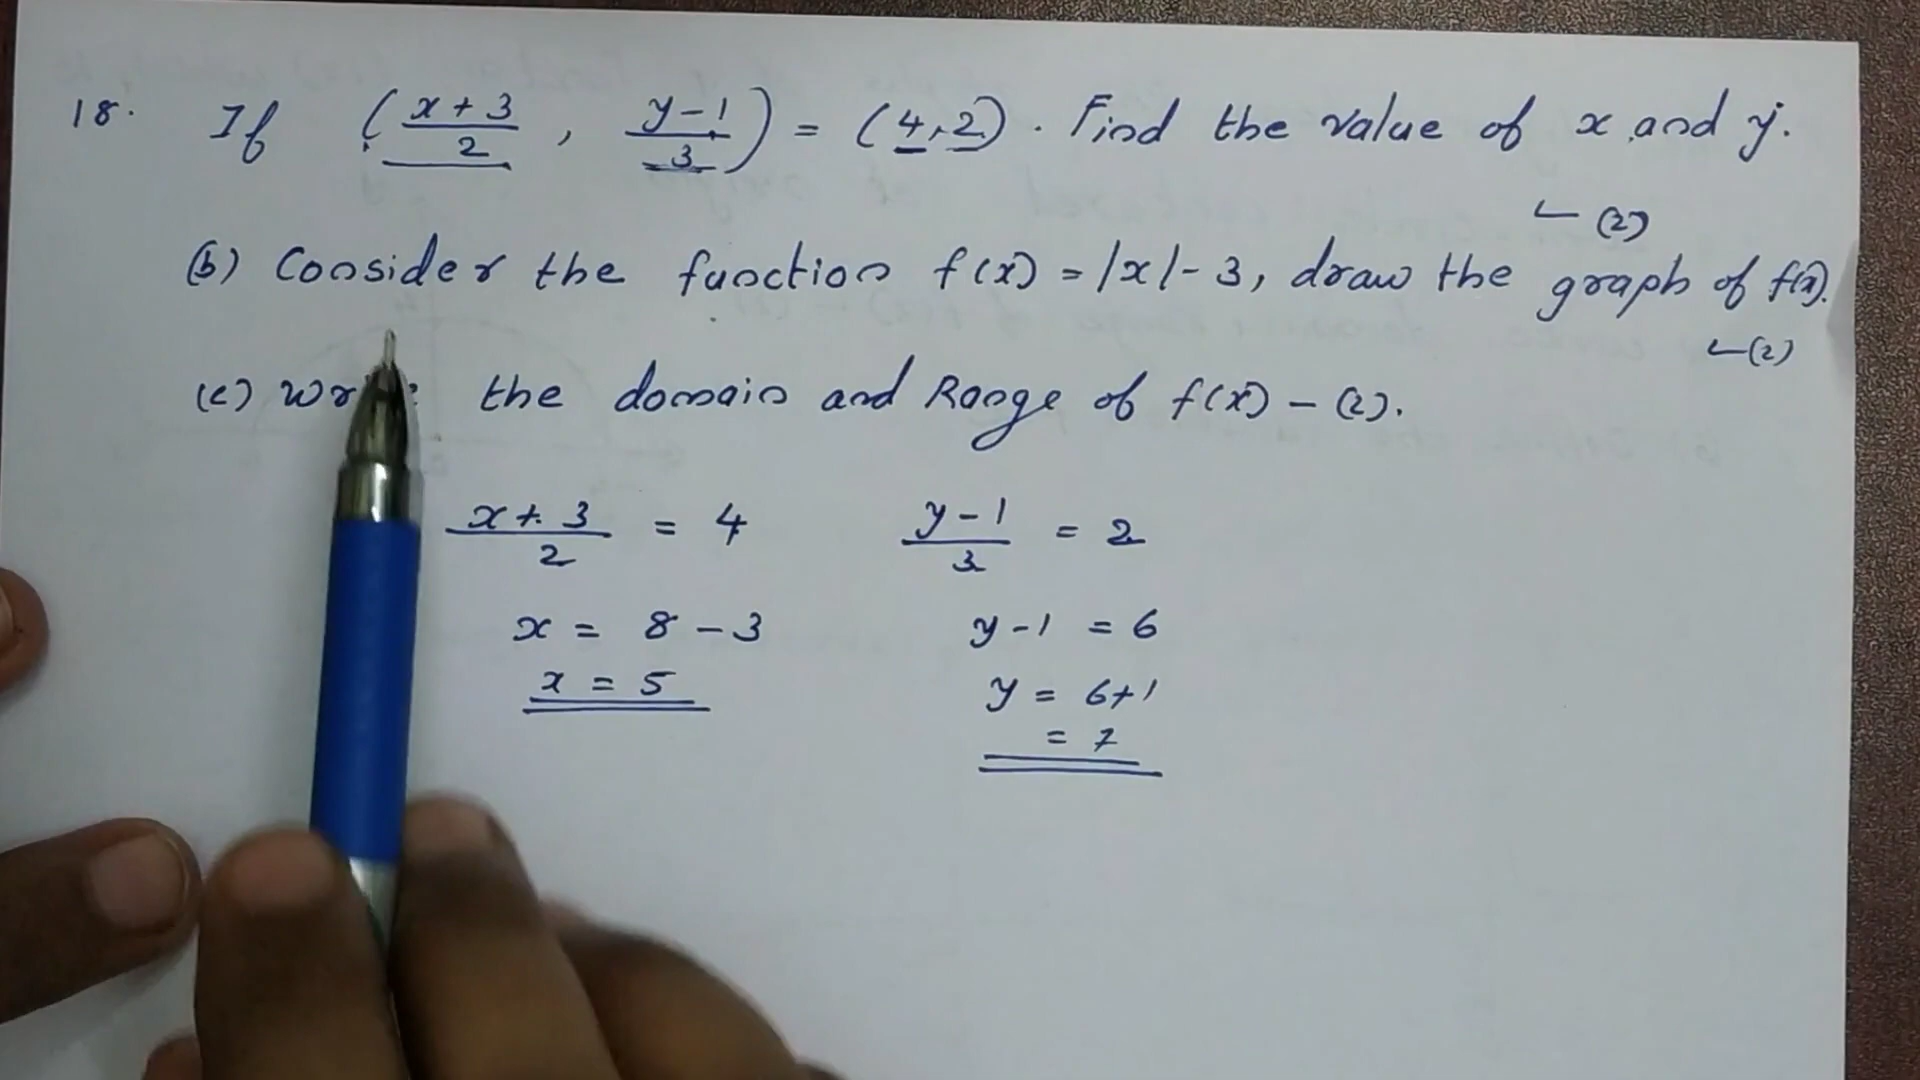 18. If (x+3/2, y-1/3) = (4,2). Find the value of x and y.
(2)
(b) Consider the function f(x) = |x|-3, draw the graph of f(x).
(2)
(c) the domain and Range of f(x) - (2).
x+3/2 = 4 y-1/3 = 2
x = 8-3 y-1 = 6
x = 5 y = 6+1
= 7